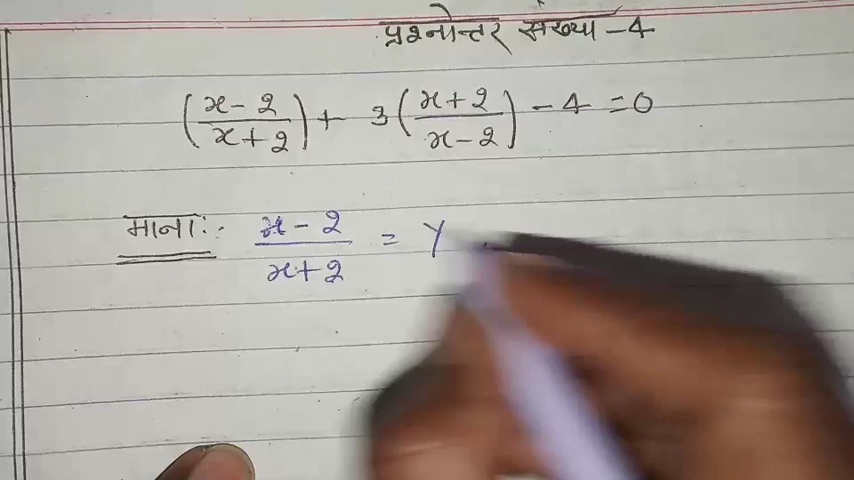 प्रश्नोत्तर संख्या -4
(x-2/x+2) + 3(x+2/x-2) -4 =0
माना:- x-2/x+2 = y